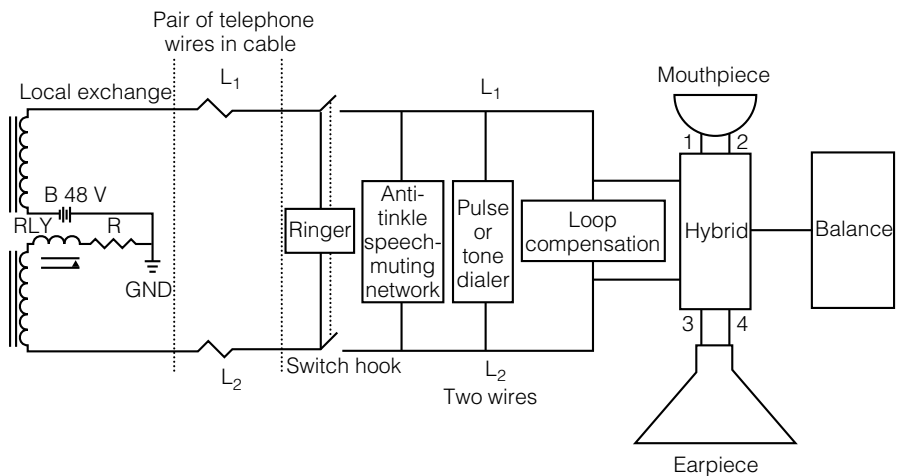 Pair of telephone
wires in cable
Local exchange
L1
L1
Mouthpiece
1
2
B 48 V
RLY
R
GND
Ringer
Anti-
tinkle
speech-
muting
network
Pulse
or
tone
dialer
Loop
compensation
Hybrid
Balance
3
4
L2
Switch hook
L2
Two wires
Earpiece